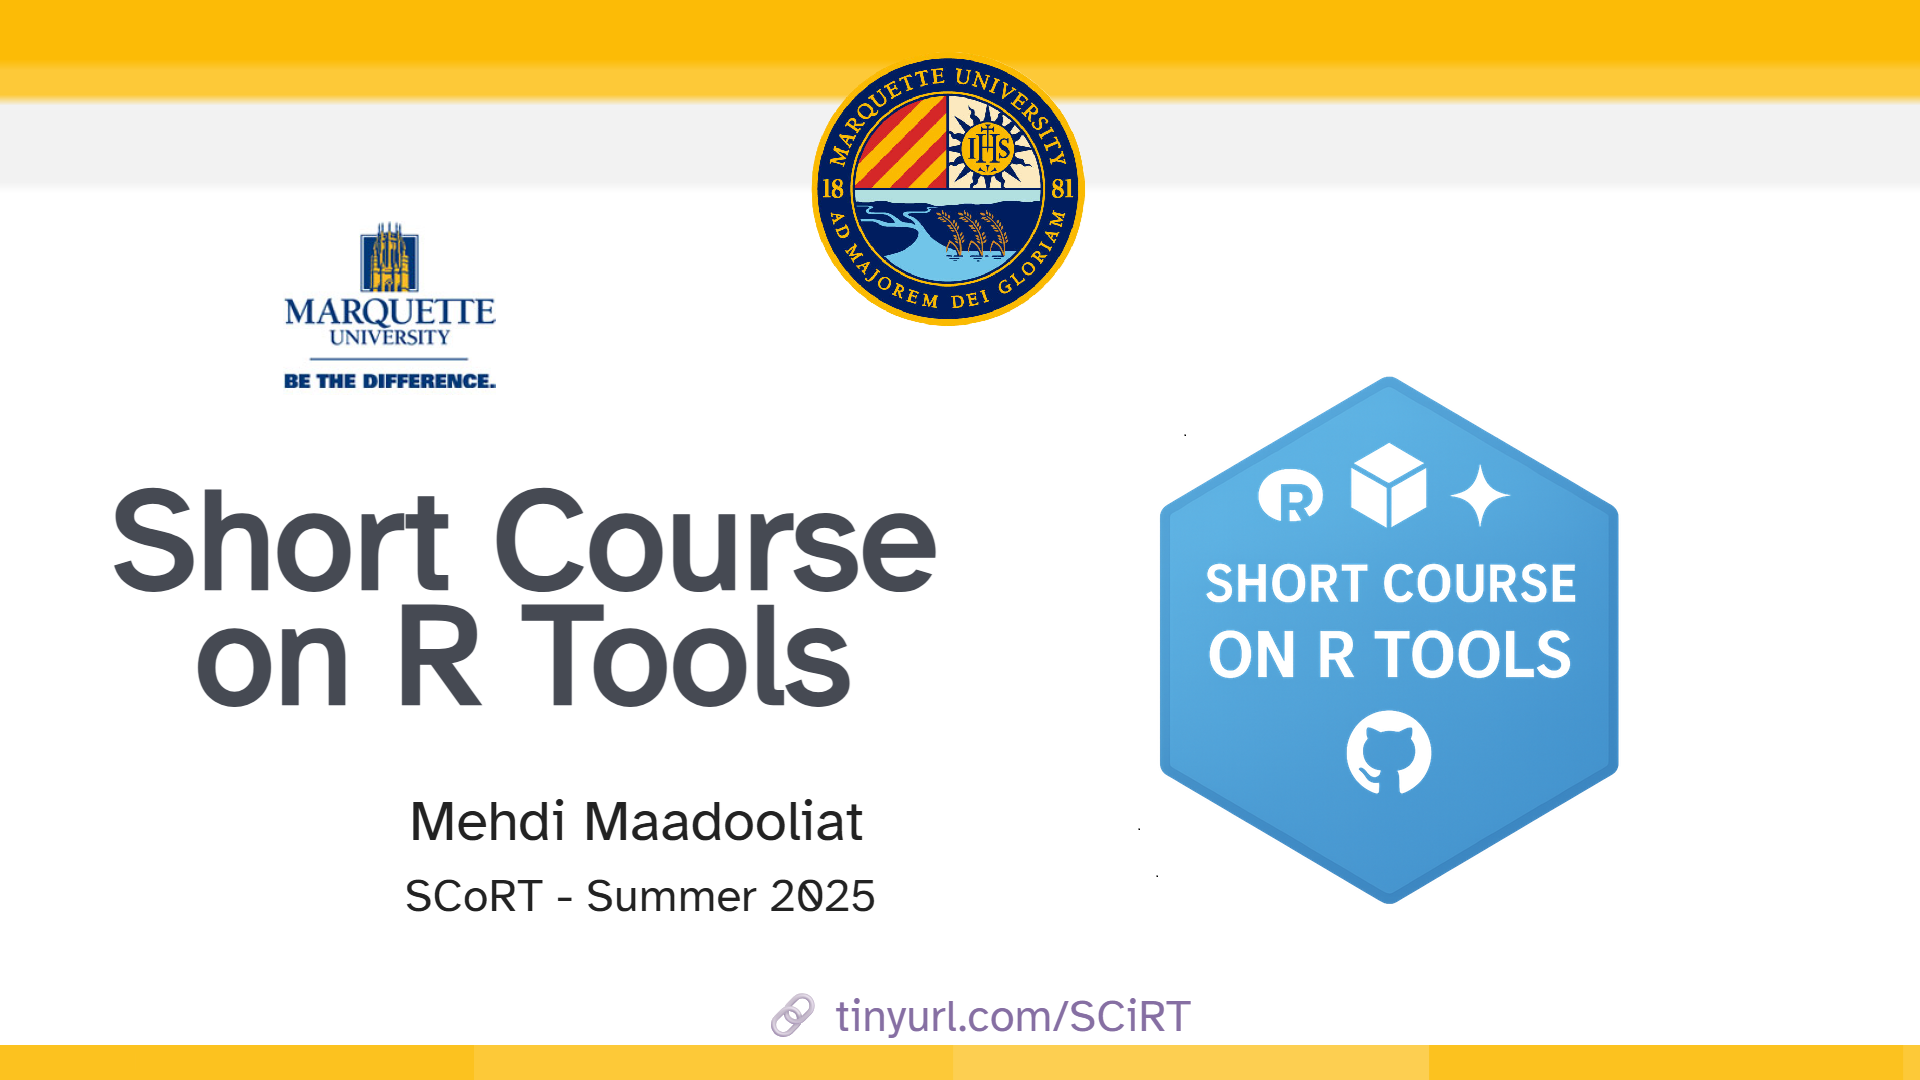 MARQUETTE UNIVERSITY
18 81
AD MAJOREM DEI GLORIAM
IHS
MARQUETTE
UNIVERSITY
BE THE DIFFERENCE.
Short Course
on R Tools
R
SHORT COURSE
ON R TOOLS
Mehdi Maadooliat
SCoRT - Summer 2025
tinyurl.com/SCiRT